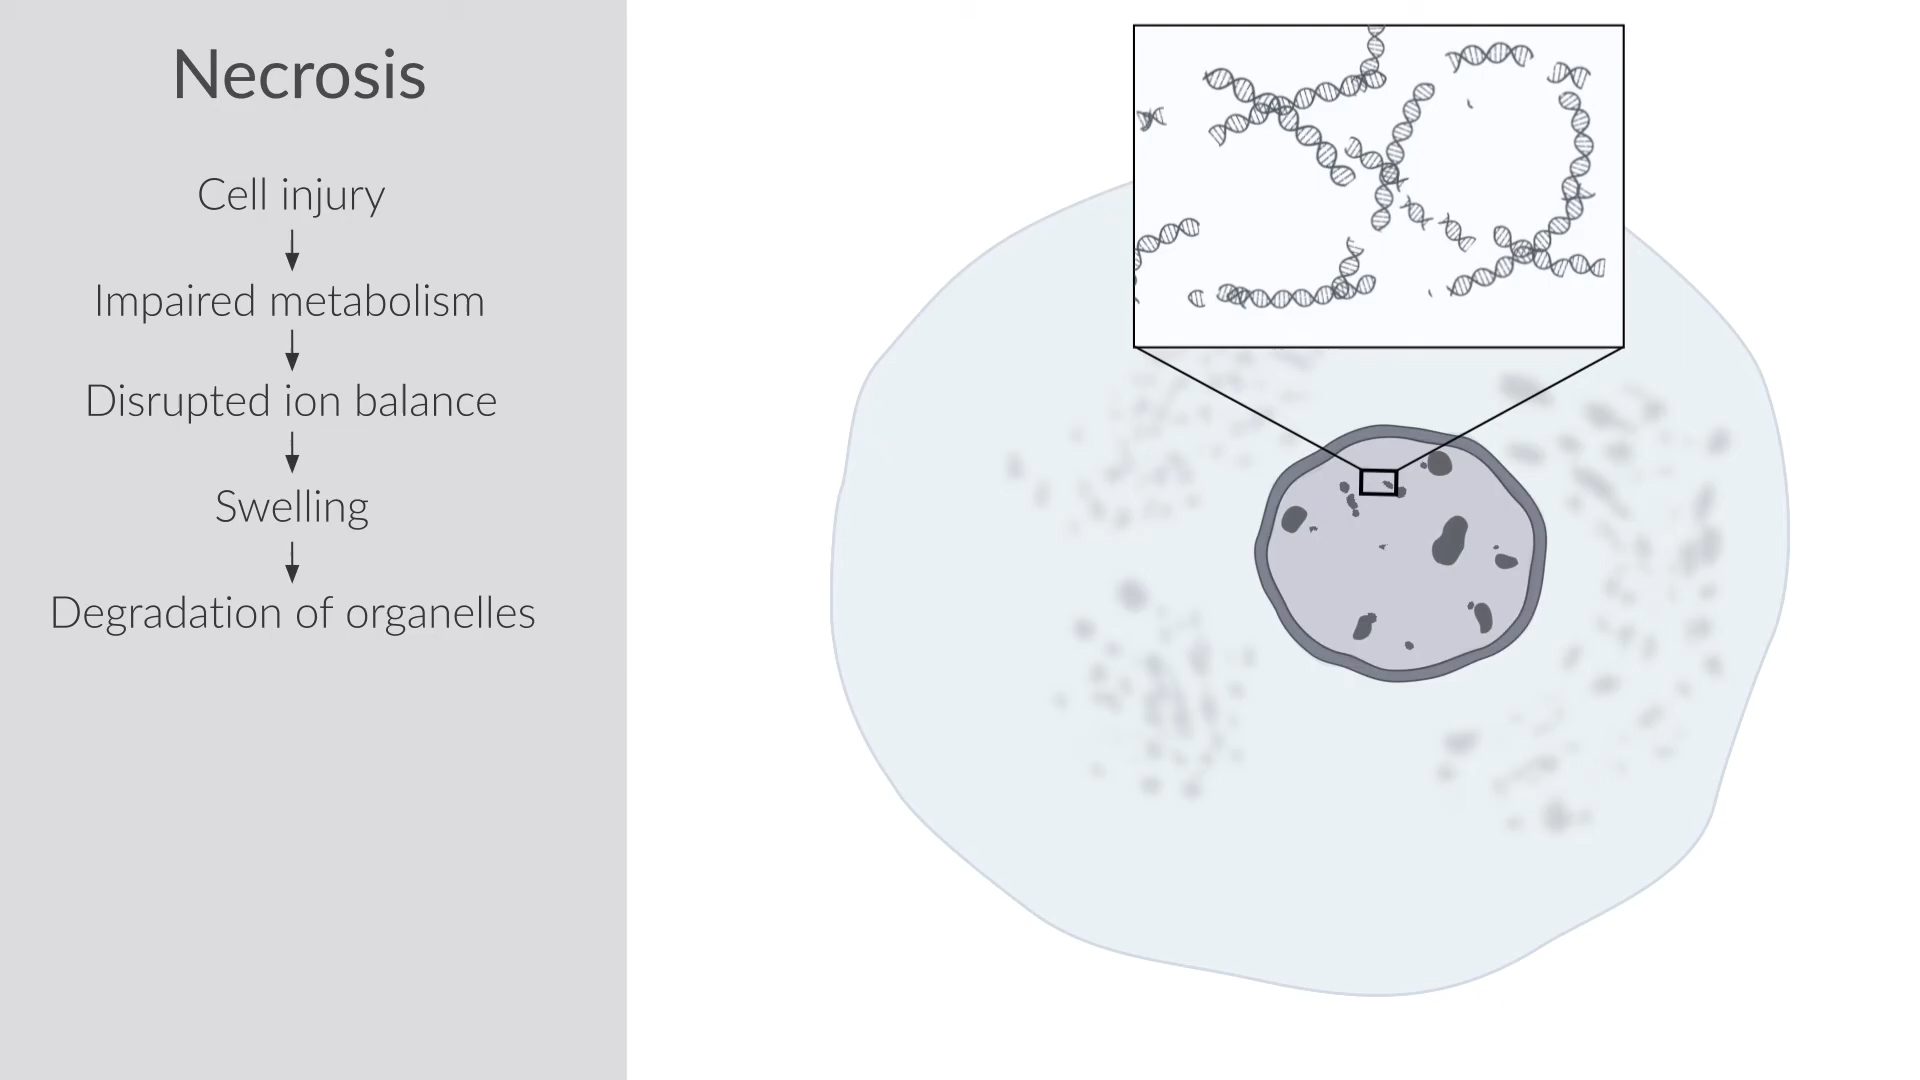 Necrosis
Cell injury
Impaired metabolism
Disrupted ion balance
Swelling
Degradation of organelles